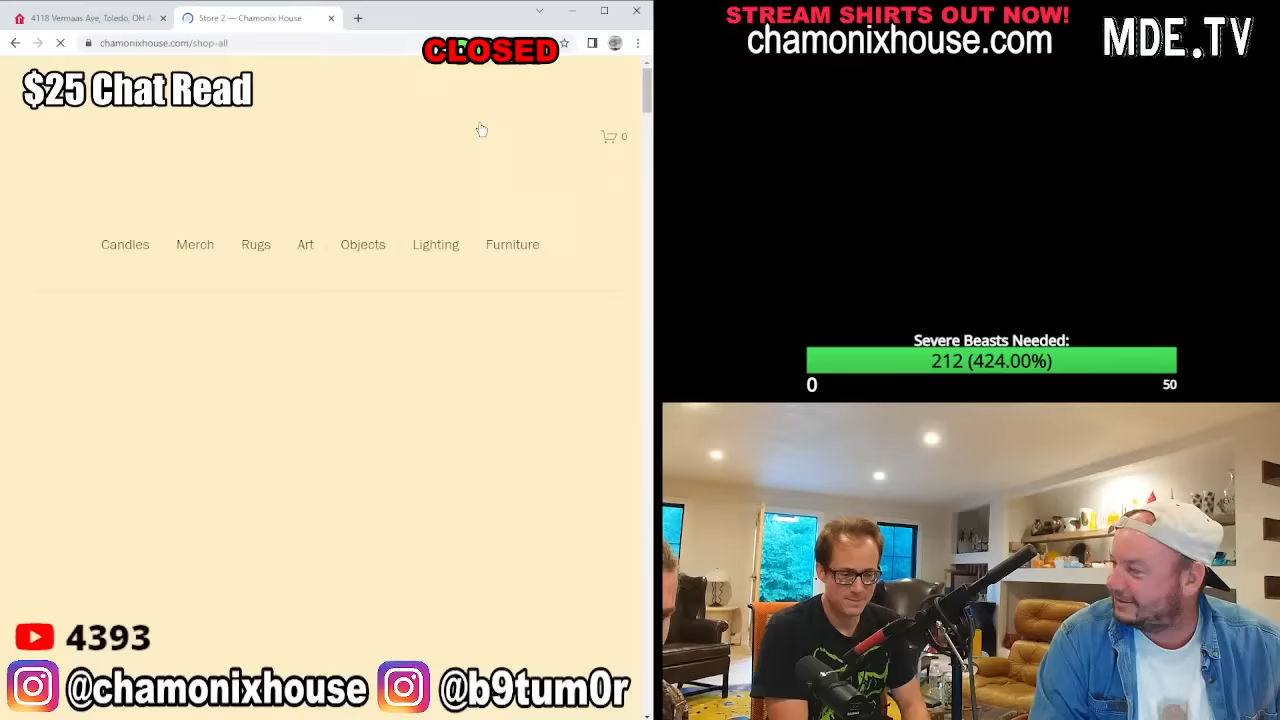 4118 Vermaas Ave, Toledo, OH 4
Store 2 — Chamonix House
chamonixhouse.com/shop-all
CLOSED
$25 Chat Read
0
Candles
Merch
Rugs
Art
Objects
Lighting
Furniture
4393
@chamonixhouse
@b9tum0r
STREAM SHIRTS OUT NOW!
chamonixhouse.com
MDE.TV
Severe Beasts Needed:
212 (424.00%)
0
50